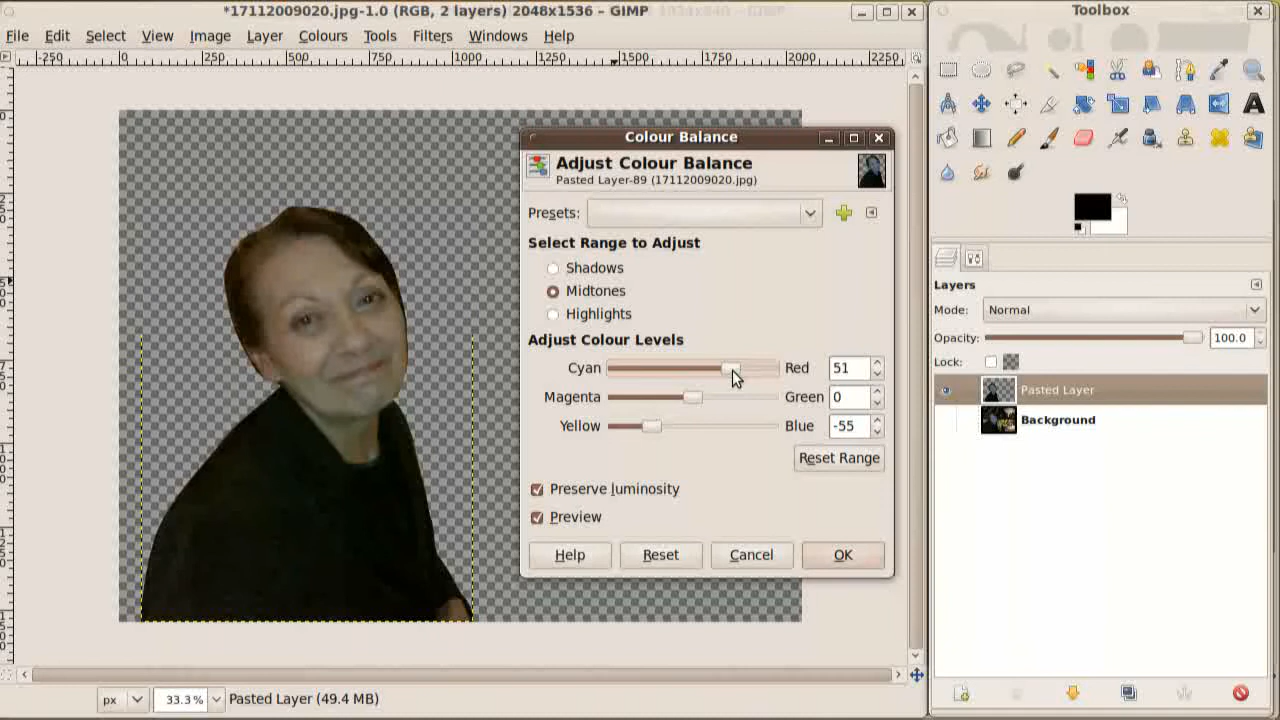 *17112009020.jpg-1.0 (RGB, 2 layers) 2048x1536 – GIMP
Toolbox
File Edit Select View Image Layer Colours Tools Filters Windows Help
-250 0 250 500 750 1000 1250 1500 1750 2000 2250
Colour Balance
Adjust Colour Balance
Pasted Layer-89 (17112009020.jpg)
Presets:
Select Range to Adjust
Shadows
Midtones
Highlights
Adjust Colour Levels
Cyan Red 51
Magenta Green 0
Yellow Blue -55
Reset Range
Preserve luminosity
Preview
Help Reset Cancel OK
Layers
Mode: Normal
Opacity: 100.0
Lock:
Pasted Layer
Background
px 33.3% Pasted Layer (49.4 MB)